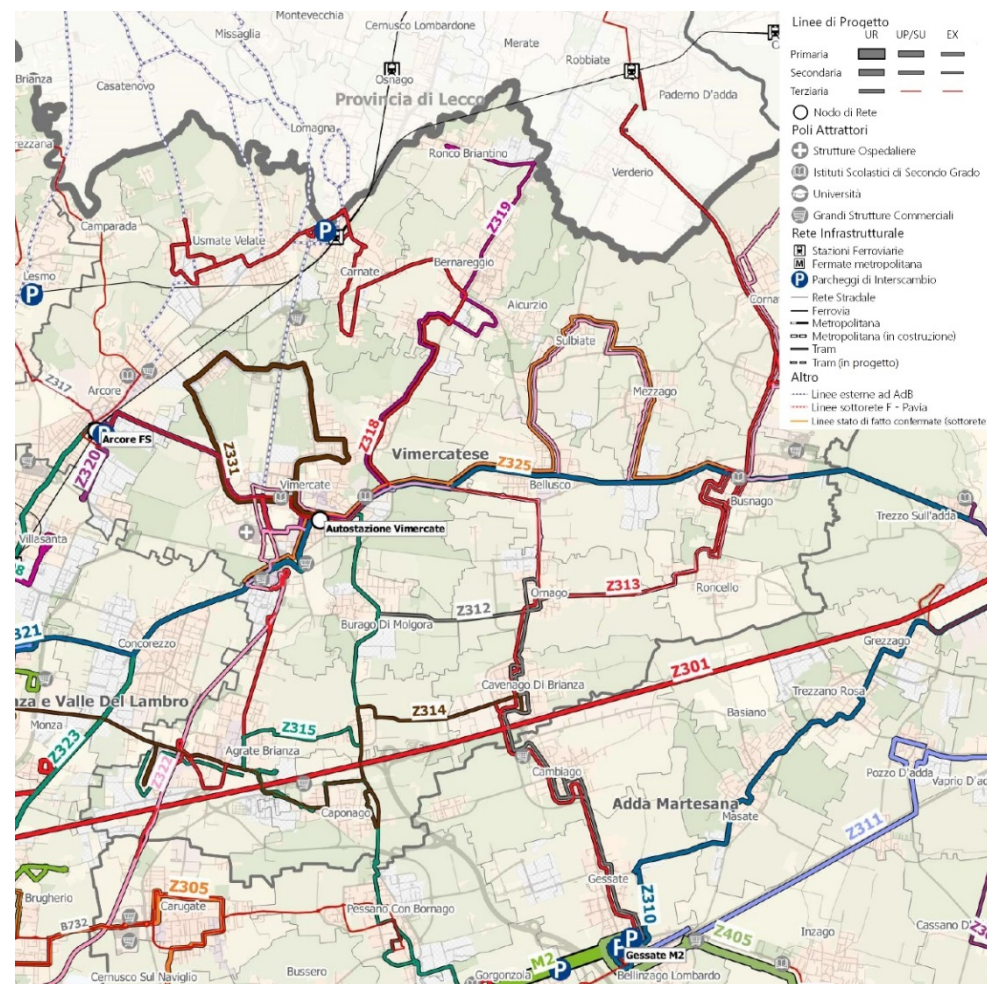 Montevecchia
Cernusco Lombardone
Missaglia
Merate
Robbiate
Brianza
Casatenovo
Osnago
Paderno D'adda
Provincia di Lecco
Lomagna
Ronco Briantino
Verderio
Camparada
Usmate Velate
Z319
Lesmo
Carnate
Bernareggio
Aicurzio
Sulbiate
Z317
Arcore
Mezzago
Arcore FS
Z318
Z331
Vimercatese
Z325
Z320
Vimercate
Bellusco
Busnago
Trezzo Sull'adda
Autostazione Vimercate
Villasanta
Z313
Roncello
Ornago
Z312
Burago Di Molgora
Z321
Concorezzo
Grezzago
Z301
Cavenago Di Brianza
Trezzano Rosa
nza e Valle Del Lambro
Z314
Basiano
Monza
Z315
Z323
Agrate Brianza
Pozzo D'adda
Cambiago
Vaprio D'ad
Caponago
Adda Martesana
Masate
Z311
Gessate
Z305
Z310
Brugherio
Carugate
Pessano Con Bornago
B732
Z405
Inzago
Cassano D'
M2
Gessate M2
Cernusco Sul Naviglio
Bussero
Gorgonzola
Bellinzago Lombardo
Linee di Progetto
UR UP/SU EX
Primaria
Secondaria
Terziaria
Nodo di Rete
Poli Attrattori
Strutture Ospedaliere
Istituti Scolastici di Secondo Grado
Università
Grandi Strutture Commerciali
Rete Infrastrutturale
Stazioni Ferroviarie
M Fermate metropolitana
P Parcheggi di Interscambio
Rete Stradale
Ferrovia
Metropolitana
Metropolitana (in costruzione)
Tram
Tram (in progetto)
Altro
Linee esterne ad AdB
Linee sottorete F - Pavia
Linee stato di fatto confermate (sottorete